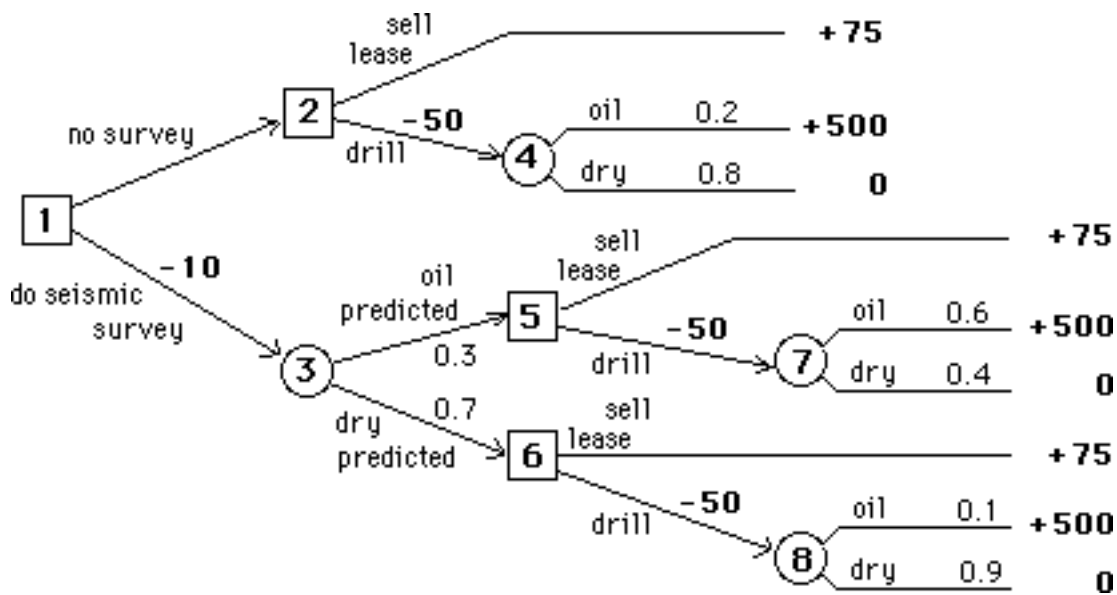 sell
lease
+75
2
no survey
-50
drill
4
oil 0.2
+500
dry 0.8
0
1
-10
do seismic
survey
3
oil
predicted
0.3
5
sell
lease
+75
-50
drill
7
oil 0.6
+500
dry 0.4
0
0.7
dry
predicted
6
sell
lease
+75
-50
drill
8
oil 0.1
+500
dry 0.9
0